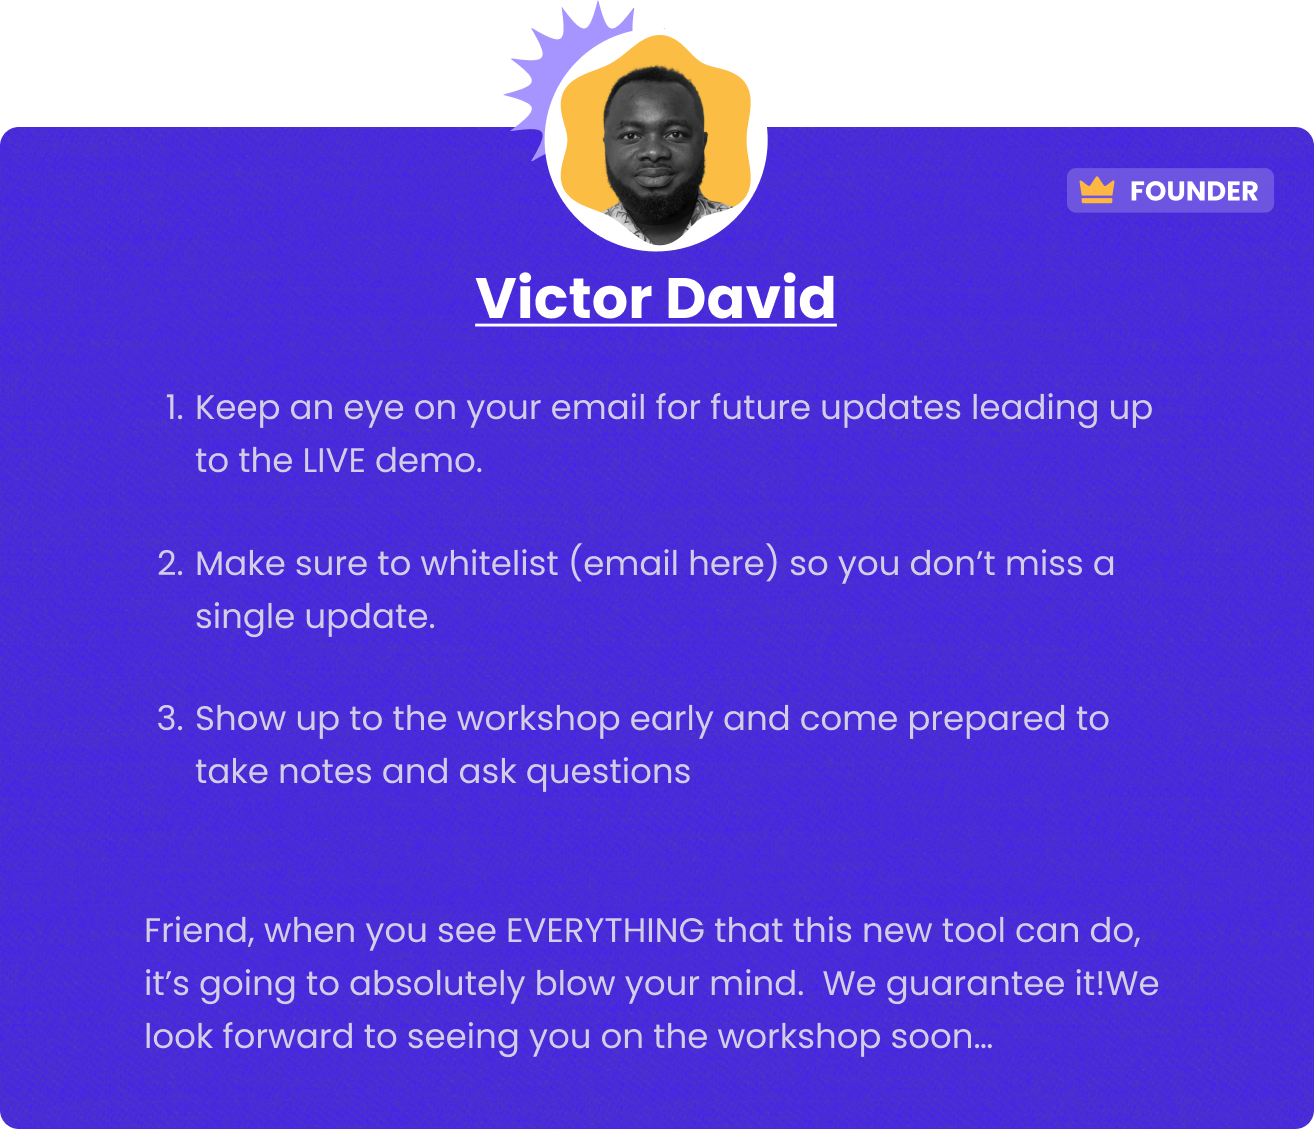 FOUNDER
Victor David
1. Keep an eye on your email for future updates leading up
to the LIVE demo.
2. Make sure to whitelist (email here) so you don’t miss a
single update.
3. Show up to the workshop early and come prepared to
take notes and ask questions
Friend, when you see EVERYTHING that this new tool can do,
it’s going to absolutely blow your mind.  We guarantee it!We
look forward to seeing you on the workshop soon...